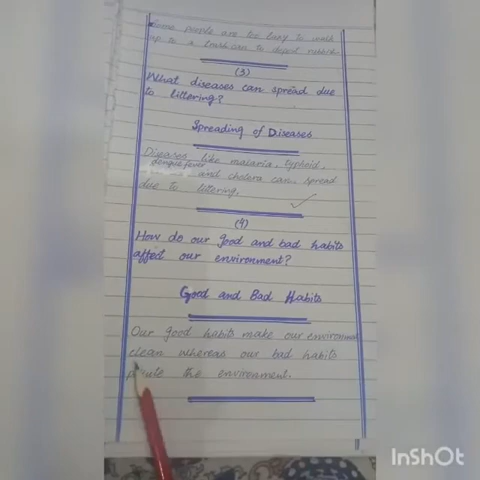 Some people are too lazy to walk
up to a trash can to deposit rubbish.
(3)
What diseases can spread due
to littering?
Spreading of Diseases
Diseases like malaria, typhoid,
dengue fever
and cholera can spread
due to littering.
(4)
How do our good and bad habits
affect our environment?
Good and Bad Habits
Our good habits make our environment
clean whereas our bad habits
pollute the environment.
InShOt